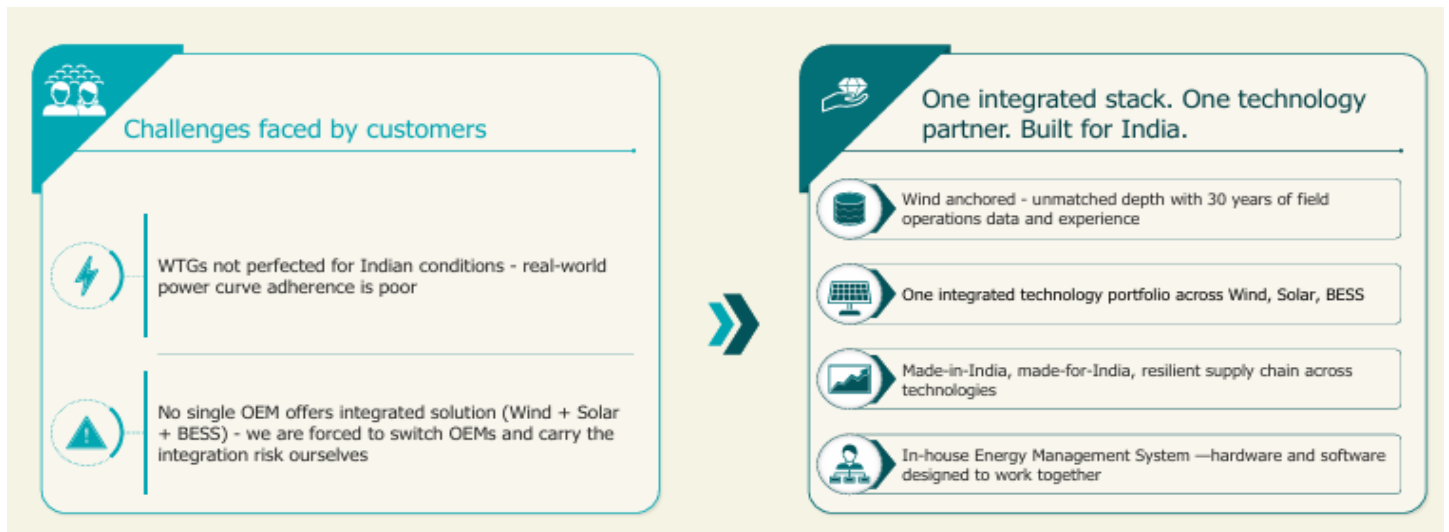 Challenges faced by customers
WTGs not perfected for Indian conditions - real-world
power curve adherence is poor
No single OEM offers integrated solution (Wind + Solar
+ BESS) - we are forced to switch OEMs and carry the
integration risk ourselves
One integrated stack. One technology
partner. Built for India.
Wind anchored - unmatched depth with 30 years of field
operations data and experience
One integrated technology portfolio across Wind, Solar, BESS
Made-in-India, made-for-India, resilient supply chain across
technologies
In-house Energy Management System —hardware and software
designed to work together